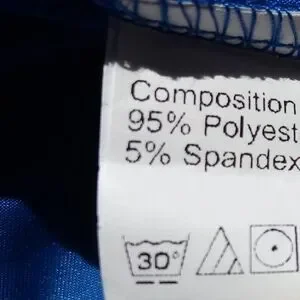 Composition
95% Polyest
5% Spandex
30°